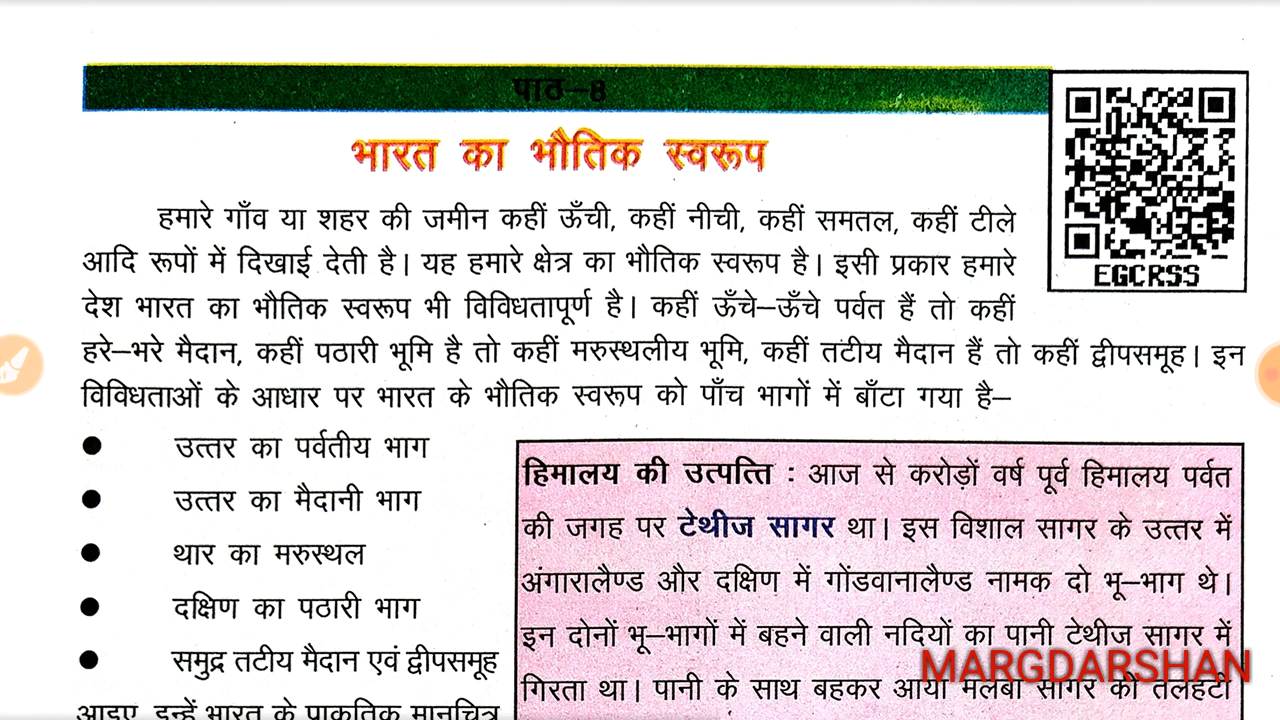 पाठ–8
भारत का भौतिक स्वरूप
हमारे गाँव या शहर की जमीन कहीं ऊँची, कहीं नीची, कहीं समतल, कहीं टीले
आदि रूपों में दिखाई देती है। यह हमारे क्षेत्र का भौतिक स्वरूप है। इसी प्रकार हमारे
देश भारत का भौतिक स्वरूप भी विविधतापूर्ण है। कहीं ऊँचे–ऊँचे पर्वत हैं तो कहीं
हरे–भरे मैदान, कहीं पठारी भूमि है तो कहीं मरुस्थलीय भूमि, कहीं तटीय मैदान हैं तो कहीं द्वीपसमूह। इन
विविधताओं के आधार पर भारत के भौतिक स्वरूप को पाँच भागों में बाँटा गया है–
EGCRSS
● उत्तर का पर्वतीय भाग
● उत्तर का मैदानी भाग
● थार का मरुस्थल
● दक्षिण का पठारी भाग
● समुद्र तटीय मैदान एवं द्वीपसमूह
आइए, इन्हें भारत के प्राकृतिक मानचित्र
हिमालय की उत्पत्ति : आज से करोड़ों वर्ष पूर्व हिमालय पर्वत
की जगह पर टेथीज सागर था। इस विशाल सागर के उत्तर में
अंगारालैण्ड और दक्षिण में गोंडवानालैण्ड नामक दो भू–भाग थे।
इन दोनों भू–भागों में बहने वाली नदियों का पानी टेथीज सागर में
गिरता था। पानी के साथ बहकर आया मलबा सागर की तलहटी
MARGDARSHAN